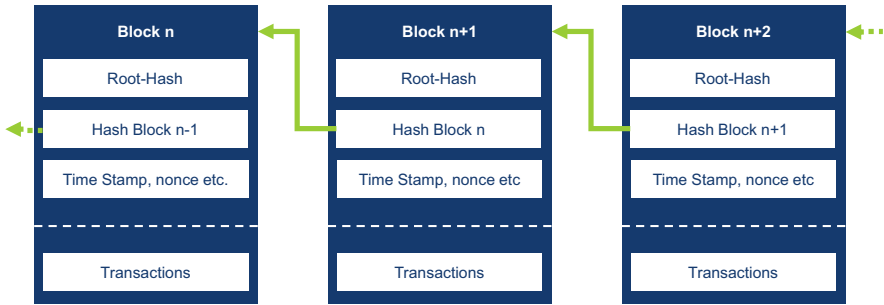 Block n
Root-Hash
Hash Block n-1
Time Stamp, nonce etc.
Transactions
Block n+1
Root-Hash
Hash Block n
Time Stamp, nonce etc
Transactions
Block n+2
Root-Hash
Hash Block n+1
Time Stamp, nonce etc
Transactions